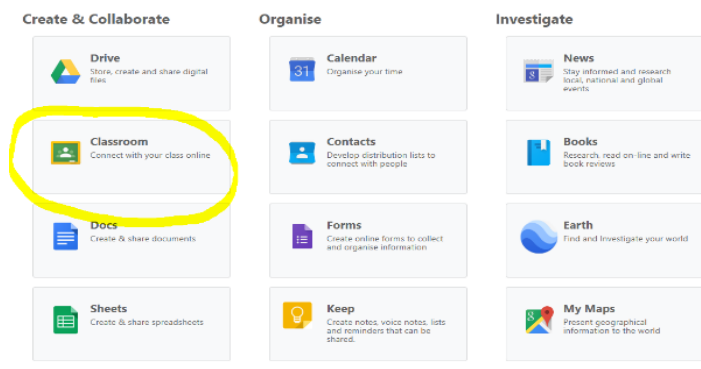 Create & Collaborate
Drive
Store, create and share digital
files
Classroom
Connect with your class online
Docs
Create & share documents
Sheets
Create & share spreadsheets
Organise
31
Calendar
Organise your time
Contacts
Develop distribution lists to
connect with people
Forms
Create online forms to collect
and organise information
Keep
Create notes, voice notes, lists
and reminders that can be
shared.
Investigate
g
News
Stay informed and research
local, national and global
events
Books
Research, read on-line and write
book reviews
Earth
Find and Investigate your world
g
My Maps
Present geographical
information to the world